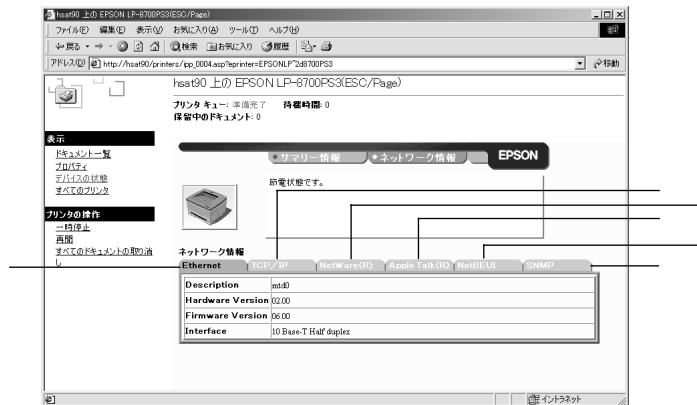 hsat90 上の EPSON LP-8700PS3(ESC/Page)
ファイル(F) 編集(E) 表示(V) お気に入り(A) ツール(T) ヘルプ(H)
戻る 検索 お気に入り 履歴
アドレス(D) http://hsat90/printers/ipp_0004.asp?eprinter=EPSONLP~2d8700PS3 移動
hsat90 上の EPSON LP-8700PS3(ESC/Page)
プリンタ キュー: 準備完了 待機時間: 0
保留中のドキュメント: 0
表示
ドキュメント一覧
プロパティ
デバイスの状態
すべてのプリンタ
プリンタの操作
一時停止
再開
すべてのドキュメントの取り消し
サマリー情報 ネットワーク情報 EPSON
節電状態です。
ネットワーク情報
Ethernet TCP/IP NetWare(R) AppleTalk(R) NetBEUI SNMP
Description mtd0
Hardware Version 02.00
Firmware Version 06.00
Interface 10 Base-T Half duplex
イントラネット